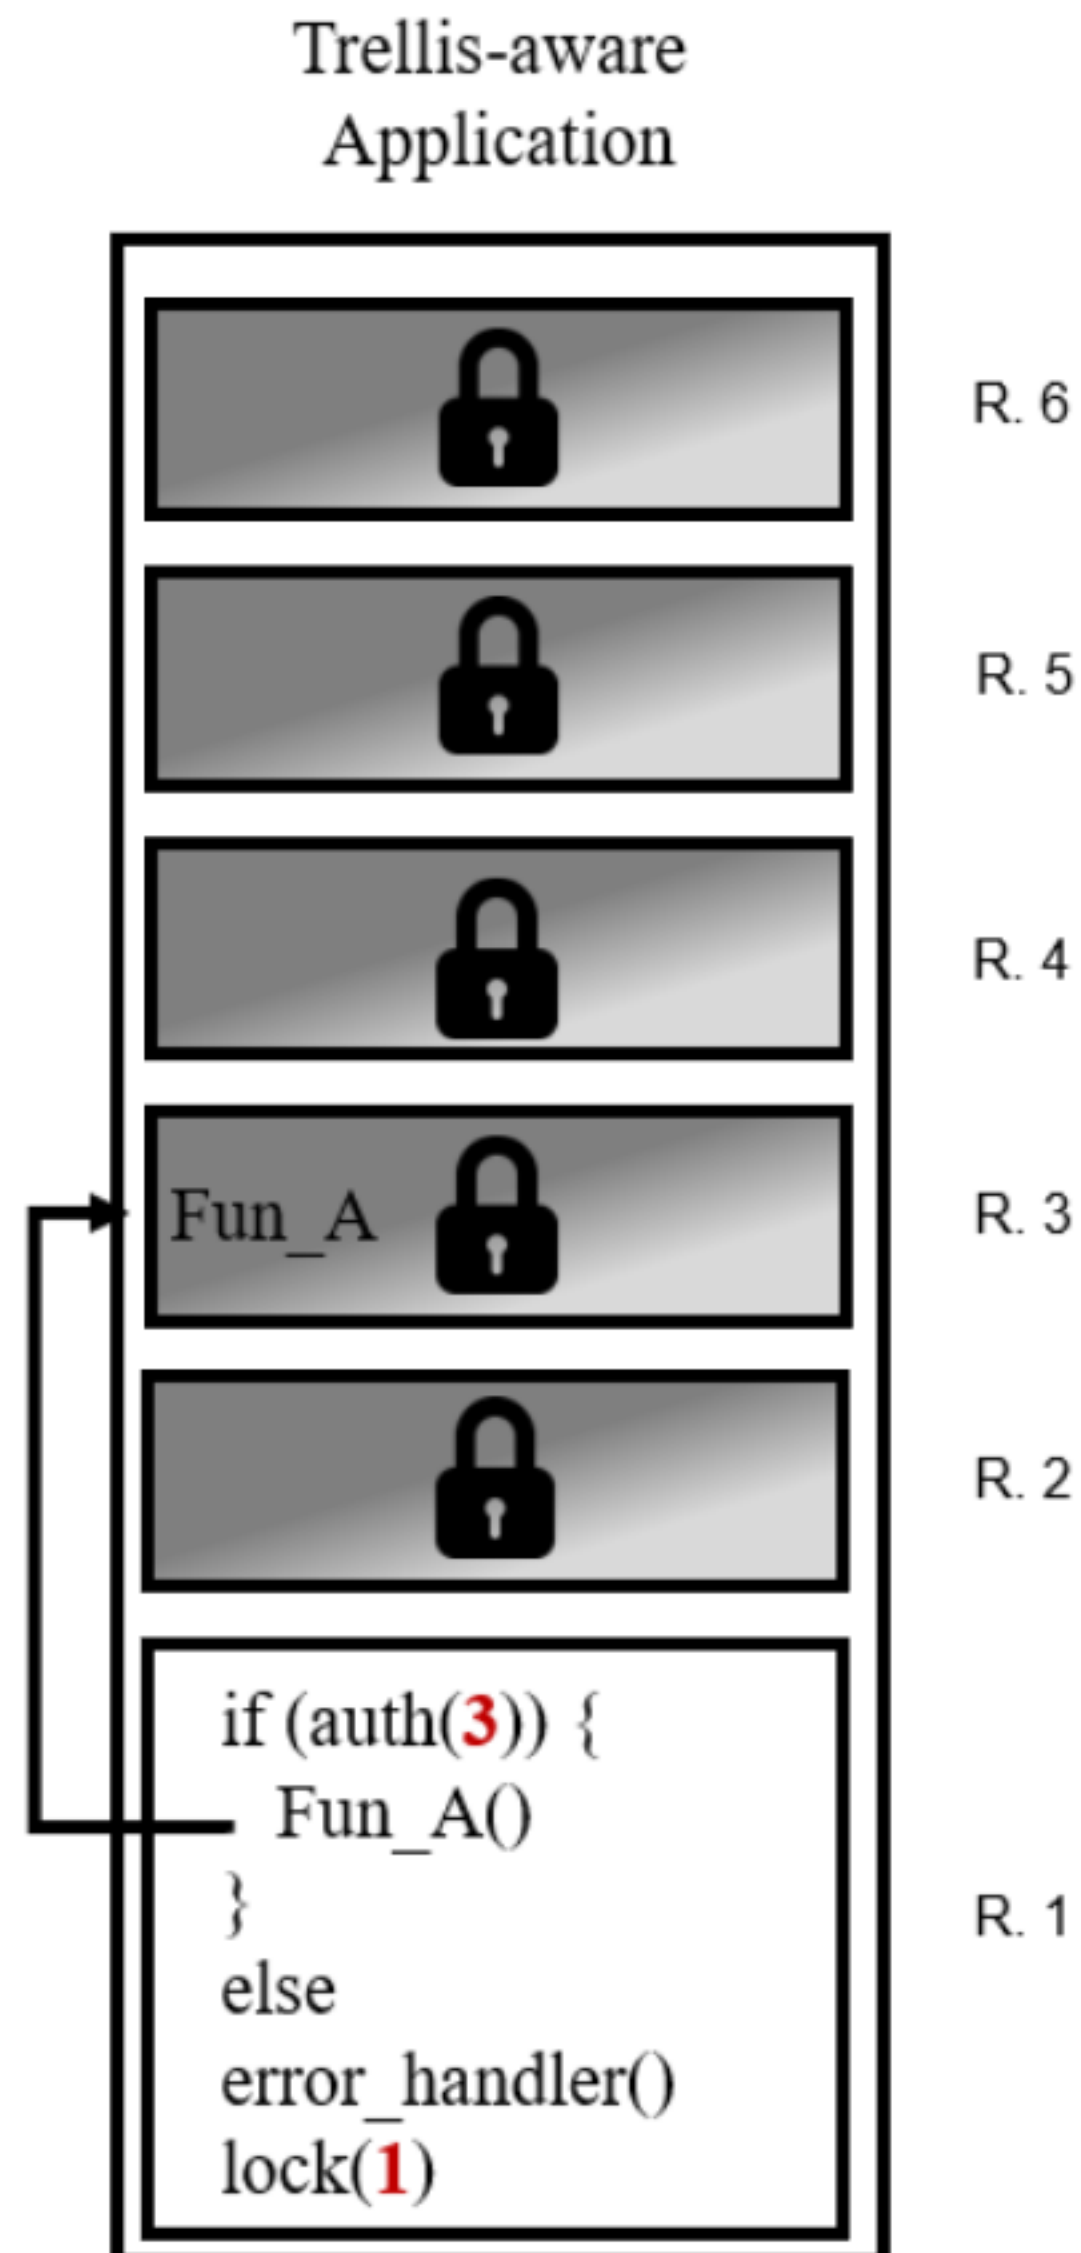 Trellis-aware
Application
R. 6
R. 5
R. 4
Fun_A
R. 3
R. 2
if (auth(3)) {
Fun_A()
}
R. 1
else
error_handler()
lock(1)